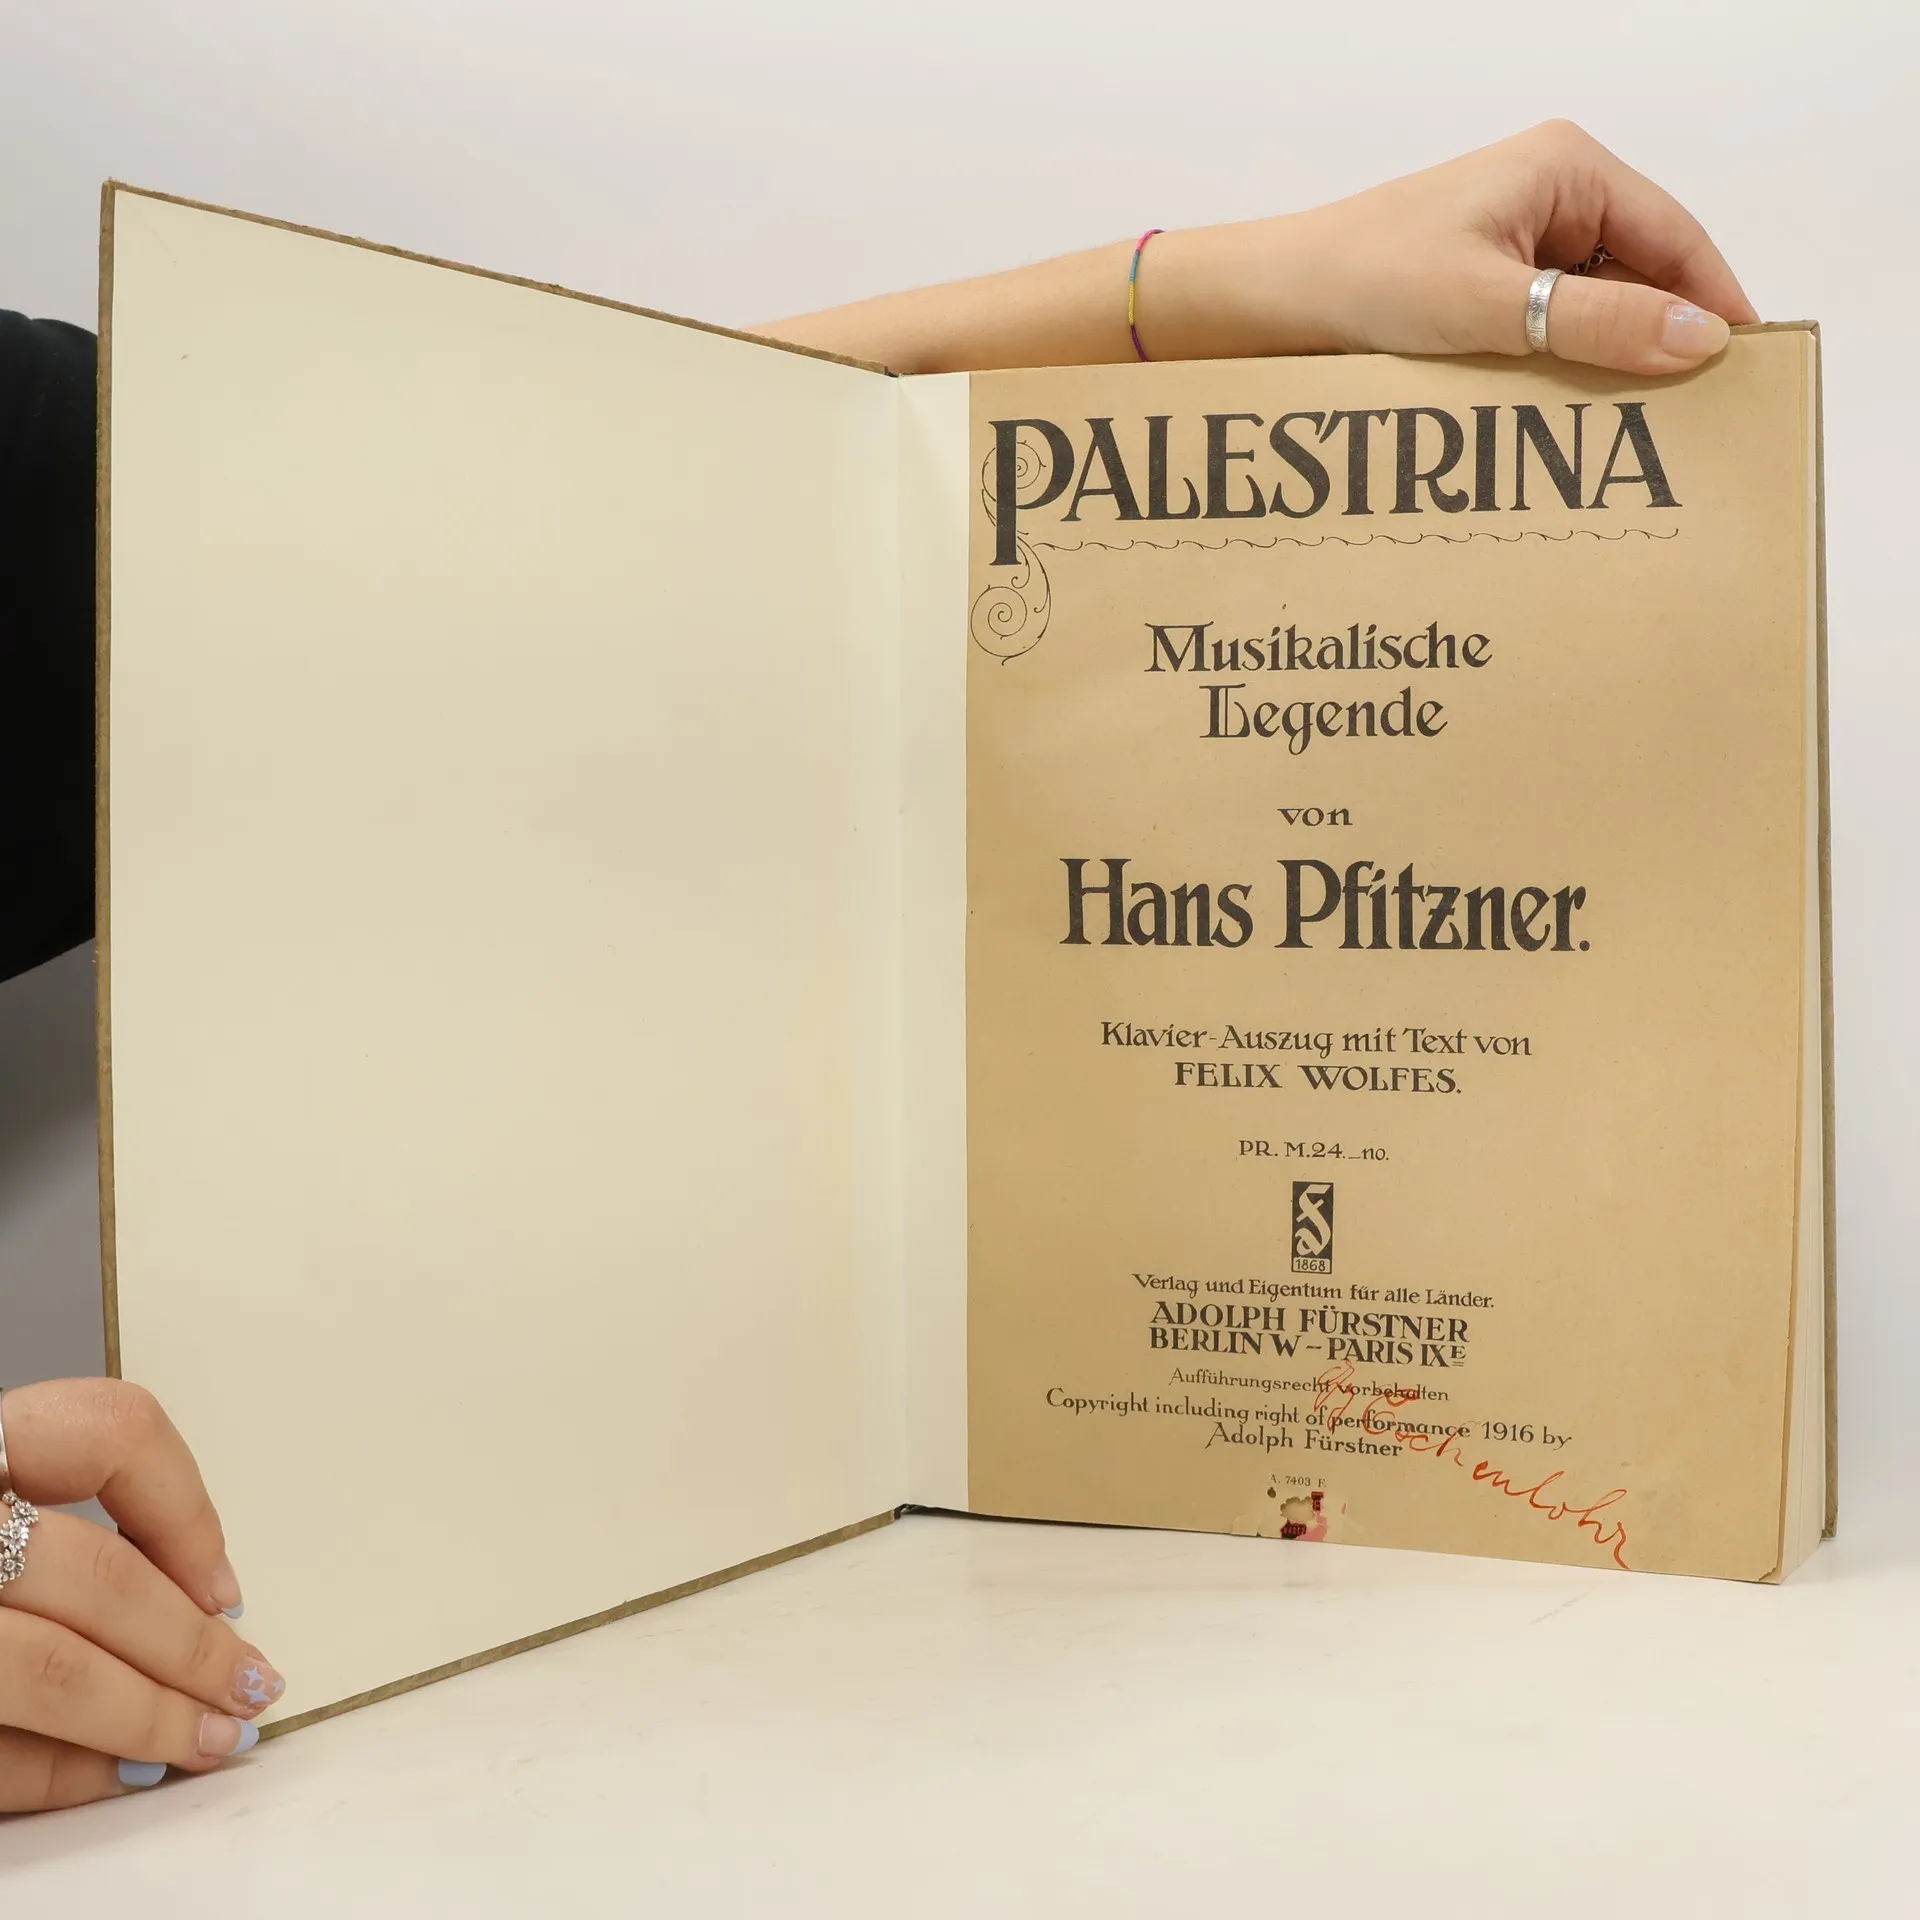 PALESTRINA
Musikalische
Legende
von
Hans Pfitzner.
Klavier-Auszug mit Text von
FELIX WOLFES.
PR. M.24.–no.
1868
Verlag und Eigentum für alle Länder.
ADOLPH FÜRSTNER
BERLIN W – PARIS IXE
Aufführungsrecht vorbehalten
Copyright including right of performance 1916 by
Adolph Fürstner
A. 7403 F.